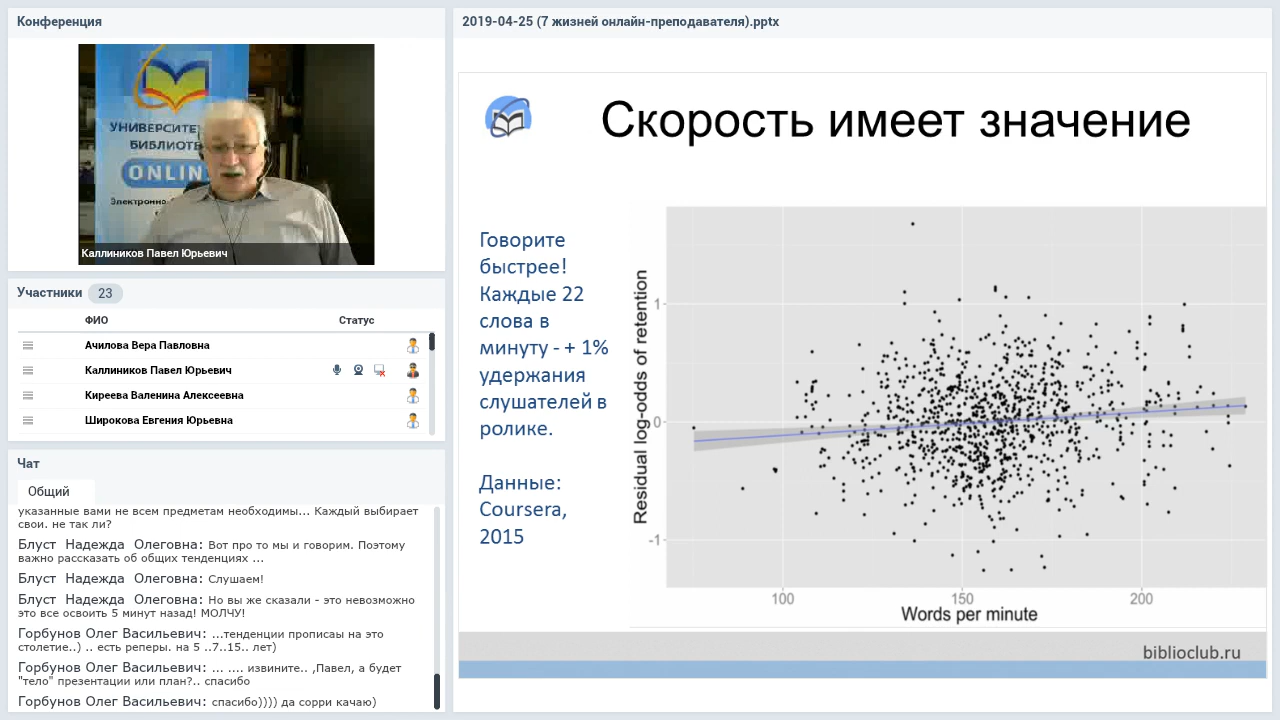 Конференция
УНИВЕРСИТЕ
БИБЛИОТЕ
ONLIN
Электронна
Каллиников Павел Юрьевич
Участники 23
ФИО Статус
Ачилова Вера Павловна
Каллиников Павел Юрьевич
Киреева Валенина Алексеевна
Широкова Евгения Юрьевна
Чат
Общий
указанные вами не всем предметам необходимы... Каждый выбирает
свои. не так ли?
Блуст Надежда Олеговна: Вот про то мы и говорим. Поэтому
важно рассказать об общих тенденциях ...
Блуст Надежда Олеговна: Слушаем!
Блуст Надежда Олеговна: Но вы же сказали - это невозможно
это все освоить 5 минут назад! МОЛЧУ!
Горбунов Олег Васильевич: ...тенденции прописаы на это
столетие..) .. есть реперы. на 5 ..7..15.. лет)
Горбунов Олег Васильевич: ... .... извините.. ,Павел, а будет
"тело" презентации или план?.. спасибо
Горбунов Олег Васильевич: спасибо)))) да сорри качаю)
2019-04-25 (7 жизней онлайн-преподавателя).pptx
Скорость имеет значение
Говорите
быстрее!
Каждые 22
слова в
минуту - + 1%
удержания
слушателей в
ролике.
Данные:
Coursera,
2015
Residual log-odds of retention
1
0
-1
100 150 200
Words per minute
biblioclub.ru